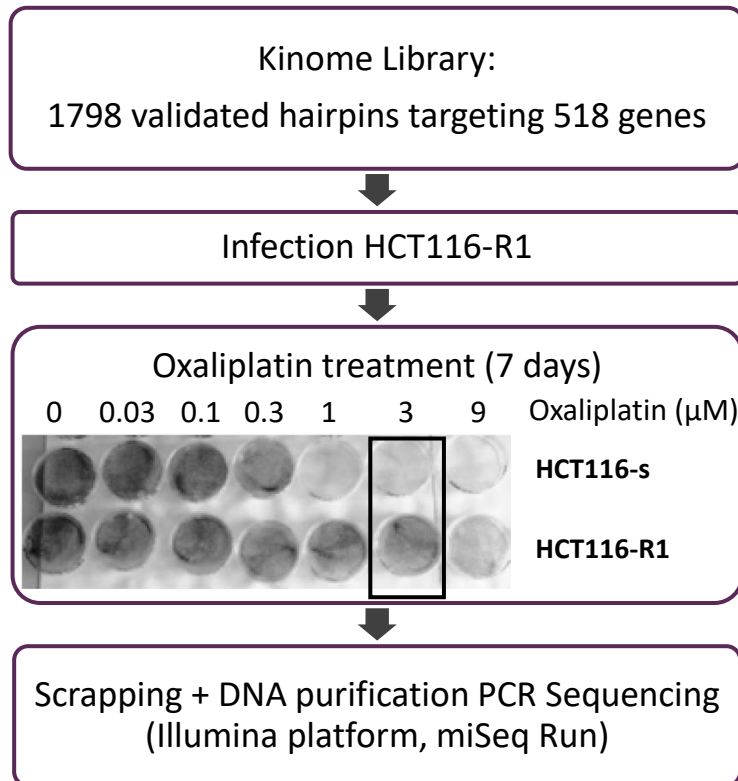 Kinome Library:
1798 validated hairpins targeting 518 genes
Infection HCT116-R1
Oxaliplatin treatment (7 days)
0 0.03 0.1 0.3 1 3 9 Oxaliplatin (μM)
HCT116-s
HCT116-R1
Scrapping + DNA purification PCR Sequencing
(Illumina platform, miSeq Run)